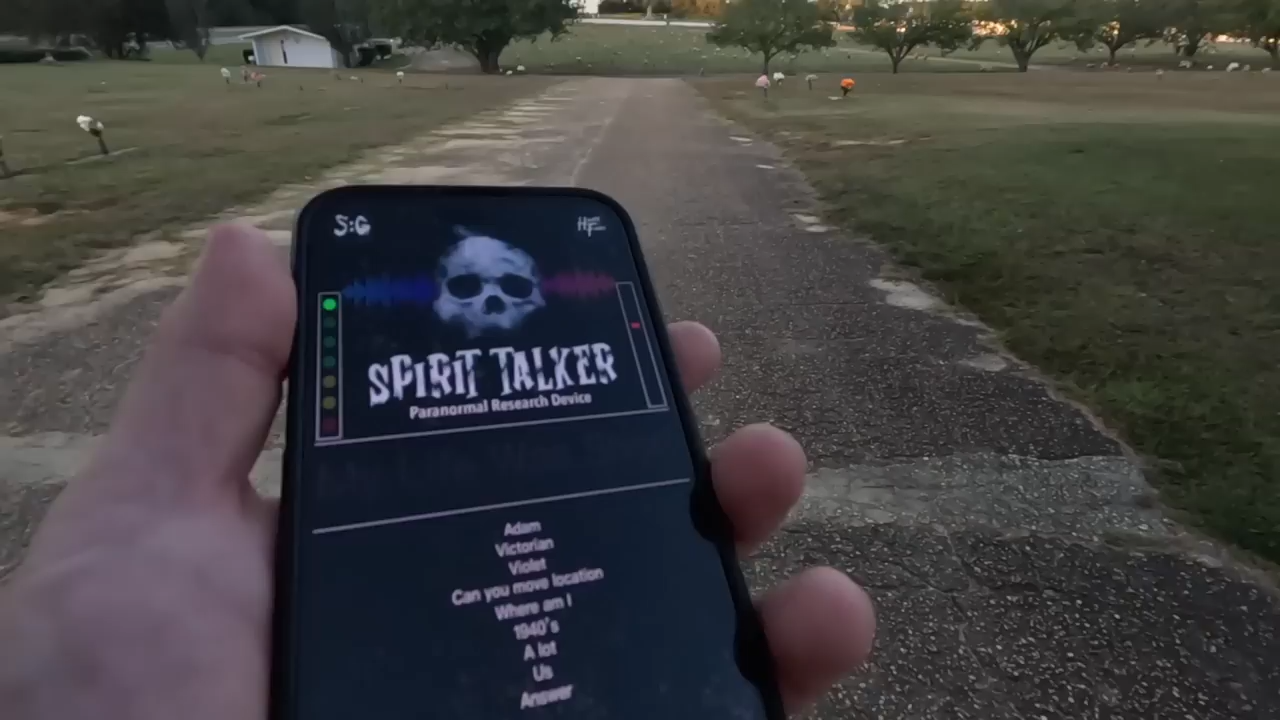 S:G
SPIRIT TALKER
Paranormal Research Device
Adam
Victorian
Violet
Can you move location
Where am I
1940's
A lot
Us
Answer